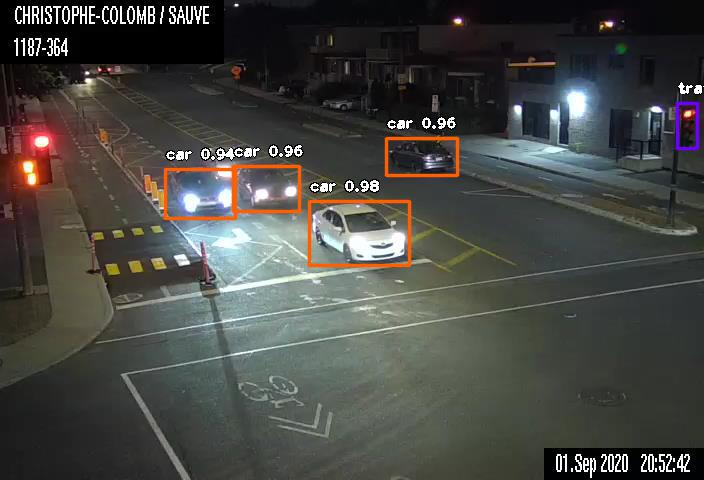 CHRISTOPHE-COLOMB / SAUVE
1187-364
tra
car 0.96
car 0.94
car 0.96
car 0.98
01.Sep 2020 20:52:42